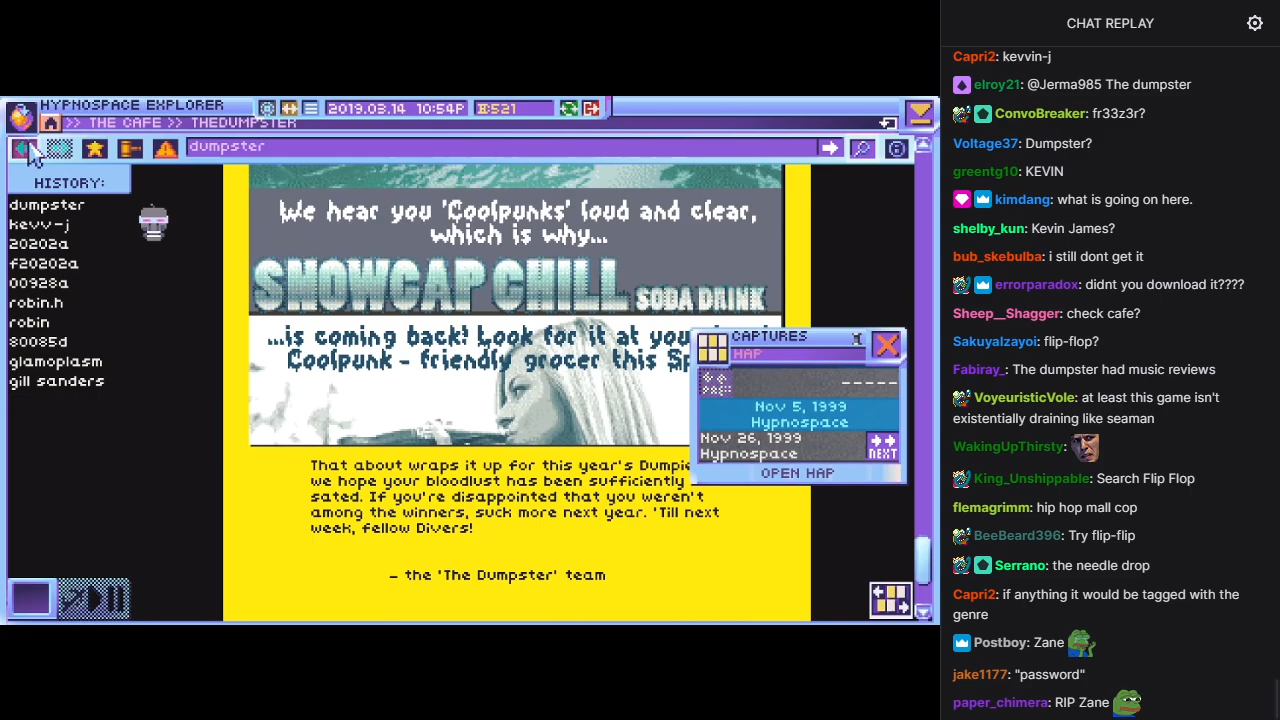 HYPNOSPACE EXPLORER
2019.03.14 10:54P
521
>> THE CAFE >> THEDUMPSTER
dumpster
HISTORY:
dumpster
kevv-j
20202a
f20202a
00928a
robin.h
robin
80085d
glamoplasm
gill sanders
We hear you 'Coolpunks' loud and clear,
which is why...
SNOWCAP CHILL SODA DRINK
...is coming back! Look for it at you
Coolpunk - friendly grocer this Sp
That about wraps it up for this year's Dumpie
we hope your bloodlust has been sufficiently
sated. If you're disappointed that you weren't
among the winners, suck more next year. 'Till next
week, fellow Divers!
- the 'The Dumpster' team
CAPTURES
HAP
-----
Nov 5, 1999
Hypnospace
Nov 26, 1999
Hypnospace
NEXT
OPEN HAP
CHAT REPLAY
Capri2: kevvin-j
elroy21: @Jerma985 The dumpster
ConvoBreaker: fr33z3r?
Voltage37: Dumpster?
greentg10: KEVIN
kimdang: what is going on here.
shelby_kun: Kevin James?
bub_skebulba: i still dont get it
errorparadox: didnt you download it????
Sheep__Shagger: check cafe?
SakuyaIzayoi: flip-flop?
Fabiray_: The dumpster had music reviews
VoyeuristicVole: at least this game isn't
existentially draining like seaman
WakingUpThirsty:
King_Unshippable: Search Flip Flop
flemagrimm: hip hop mall cop
BeeBeard396: Try flip-flip
Serrano: the needle drop
Capri2: if anything it would be tagged with the
genre
Postboy: Zane
jake1177: "password"
paper_chimera: RIP Zane